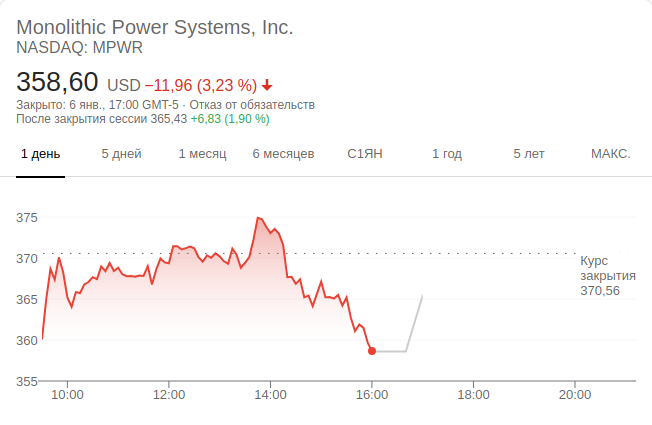 Monolithic Power Systems, Inc.
NASDAQ: MPWR
358,60 USD −11,96 (3,23 %)
Закрыто: 6 янв., 17:00 GMT-5 · Отказ от обязательств
После закрытия сессии 365,43 +6,83 (1,90 %)
1 день 5 дней 1 месяц 6 месяцев С1ЯН 1 год 5 лет МАКС.
375
370
Курс
закрытия
370,56
365
360
355
10:00 12:00 14:00 16:00 18:00 20:00